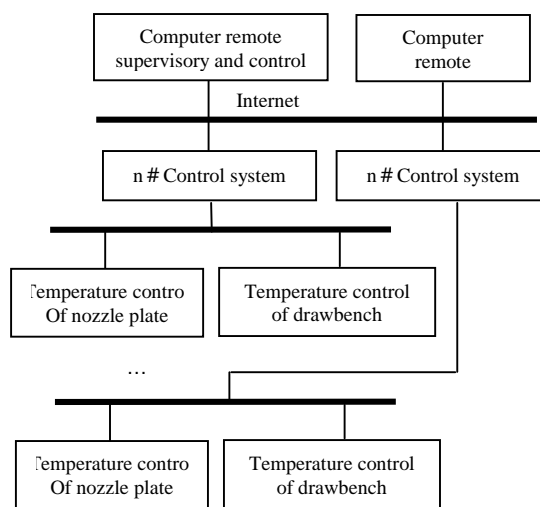 Computer remote
supervisory and control
Computer
remote
Internet
n # Control system
n # Control system
Temperature contro
Of nozzle plate
Temperature control
of drawbench
…
Temperature contro
Of nozzle plate
Temperature control
of drawbench